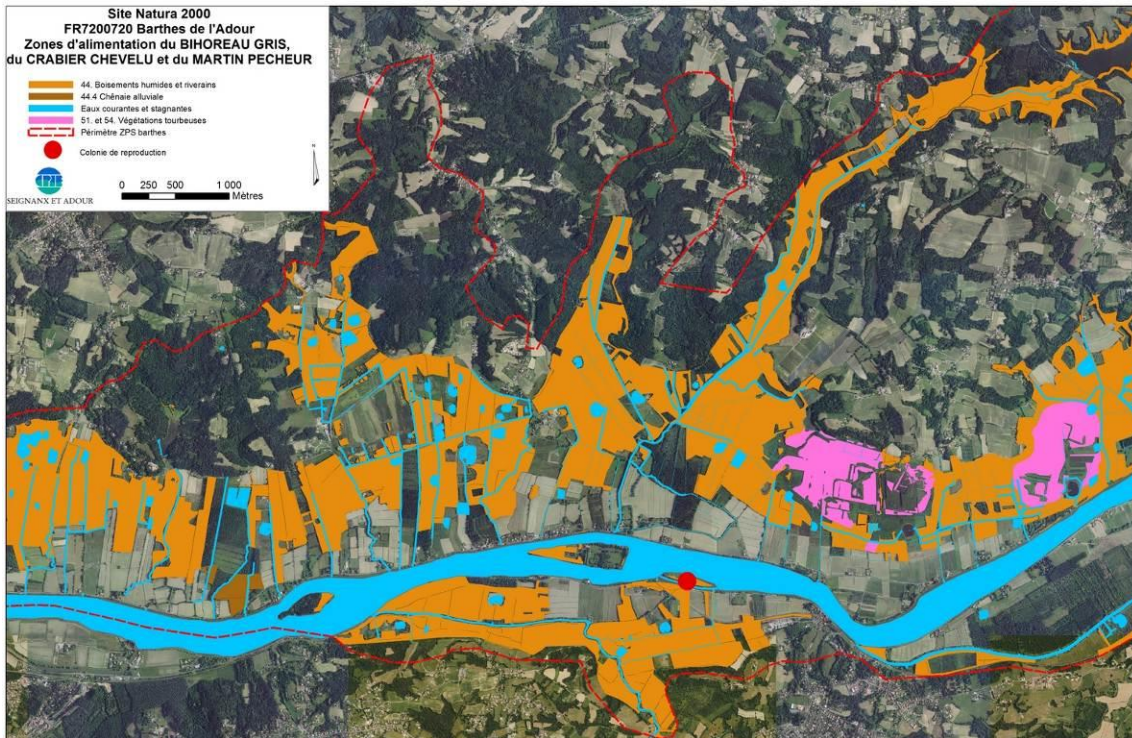 Site Natura 2000
FR7200720 Barthes de l'Adour
Zones d'alimentation du BIHOREAU GRIS,
du CRABIER CHEVELU et du MARTIN PECHEUR
44. Boisements humides et riverains
44.4 Chênaie alluviale
Eaux courantes et stagnantes
51. et 54. Végétations tourbeuses
Périmètre ZPS barthes
Colonie de reproduction
N
CPIE
SEIGNANX ET ADOUR
0 250 500 1 000
Mètres